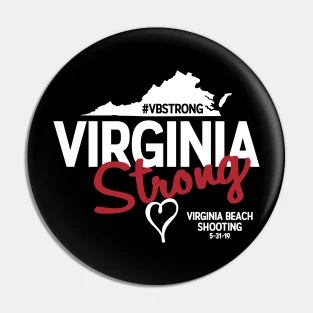 #VBSTRONG
VIRGINIA
Strong
VIRGINIA BEACH
SHOOTING
5-31-19